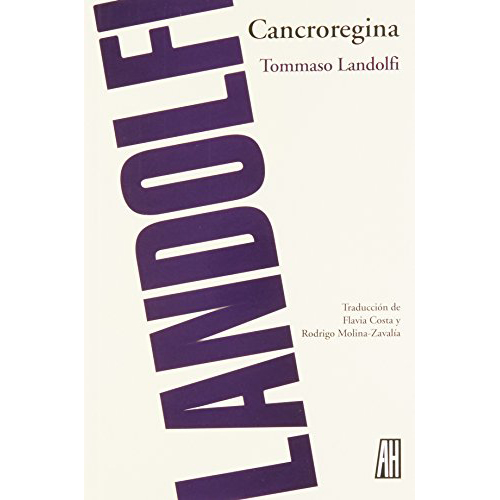 Cancroregina
Tommaso Landolfi
LANDOLFI
Traducción de
Flavia Costa y
Rodrigo Molina-Zavalía
AH